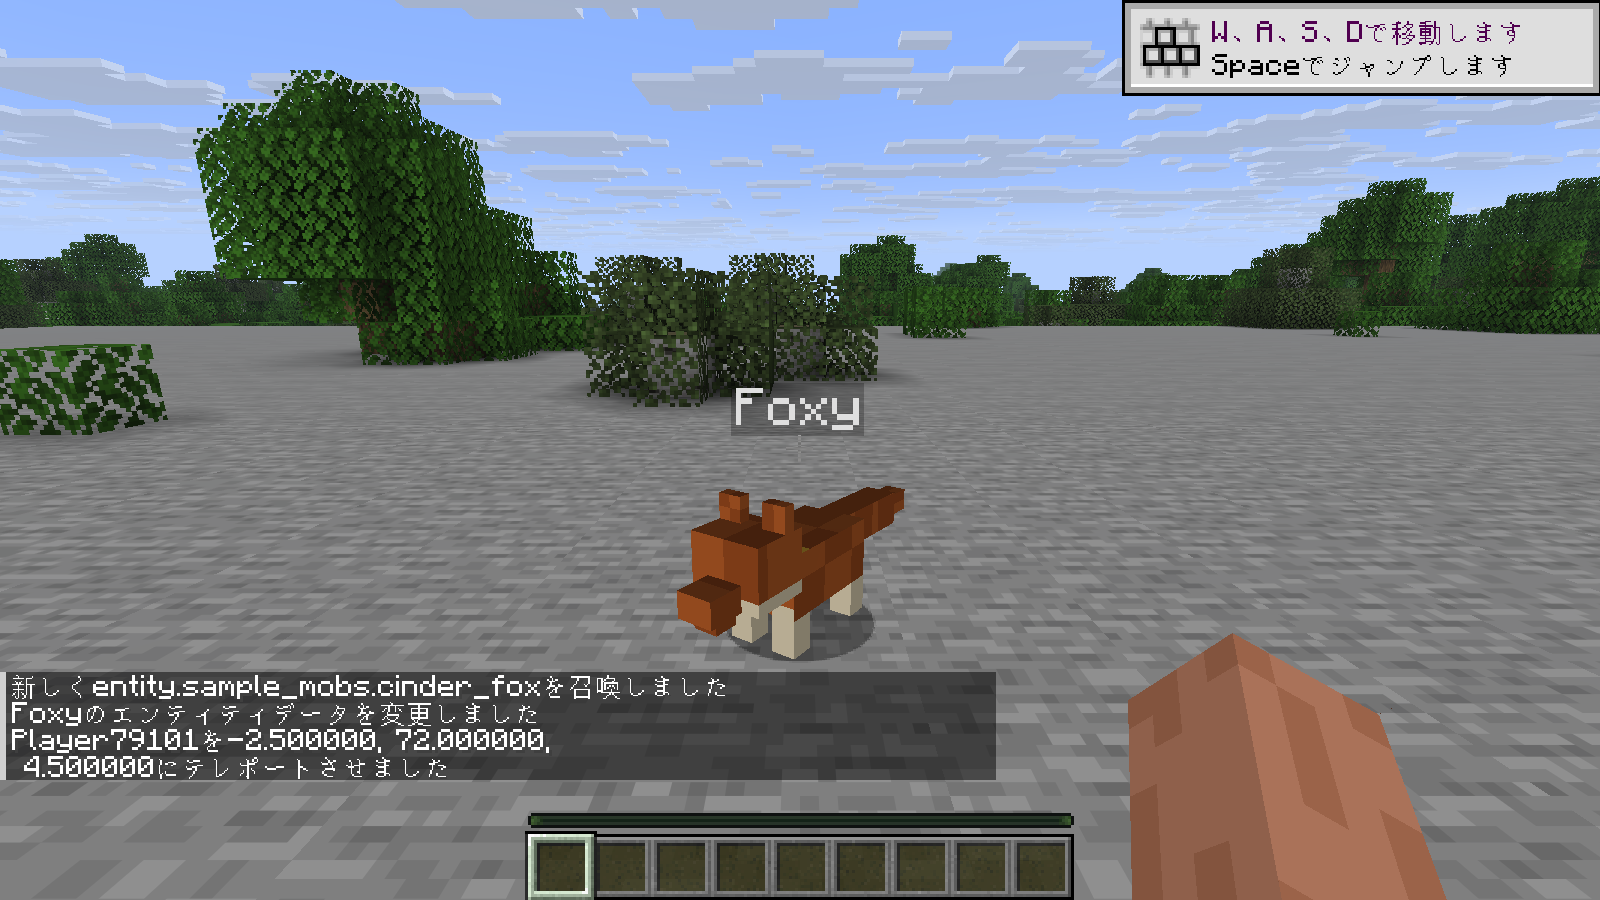 W、A、S、Dで移動します
Spaceでジャンプします
Foxy
新しくentity.sample_mobs.cinder_foxを召喚しました
Foxyのエンティティデータを変更しました
Player79101を-2.500000, 72.000000,
4.500000にテレポートさせました